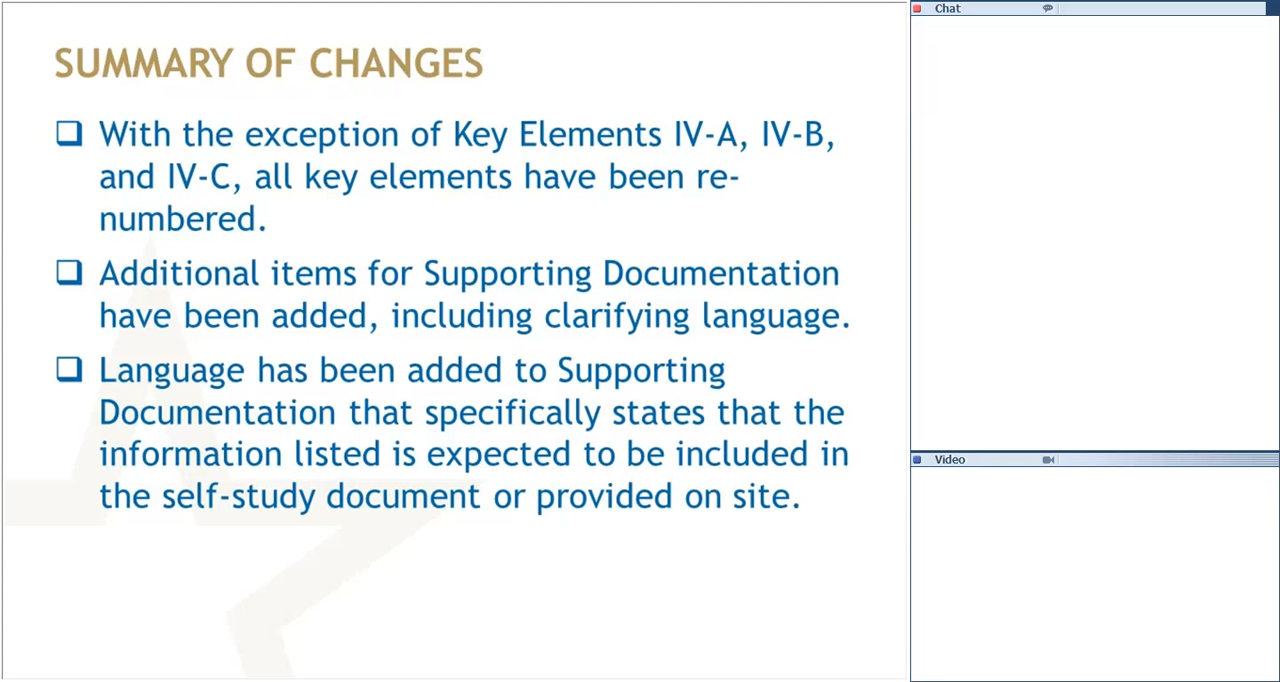 SUMMARY OF CHANGES
With the exception of Key Elements IV-A, IV-B,
and IV-C, all key elements have been re-
numbered.
Additional items for Supporting Documentation
have been added, including clarifying language.
Language has been added to Supporting
Documentation that specifically states that the
information listed is expected to be included in
the self-study document or provided on site.
Chat
Video